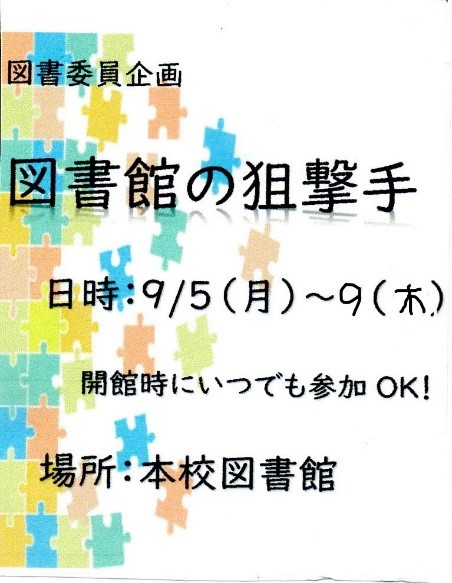 図書委員企画
図書館の狙撃手
日時：9/5（月）～9（木）
開館時にいつでも参加OK！
場所：本校図書館